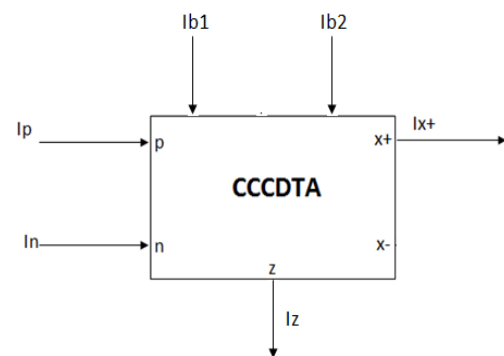 Ib1 Ib2
Ip Ix+
p x+
CCCDTA
In n x-
z
Iz